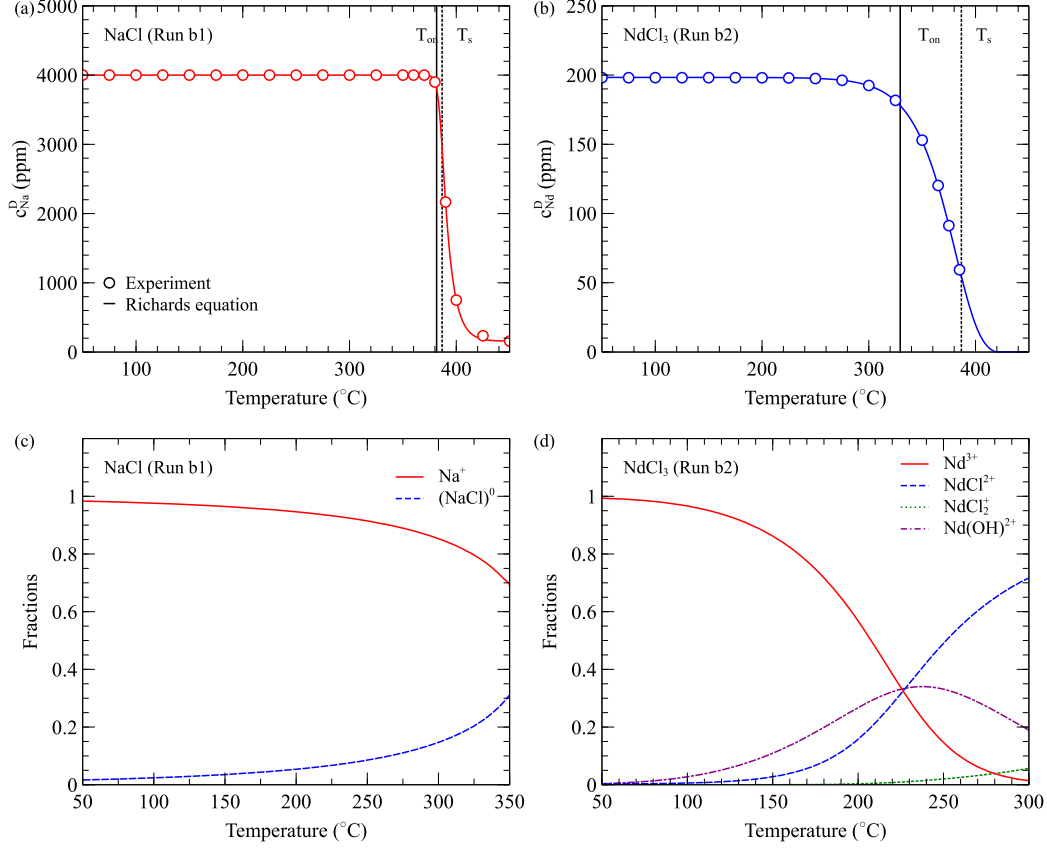 (a)
5000
4000
3000
2000
1000
0
c^D_Na (ppm)
NaCl (Run b1)
T_on
T_s
Experiment
Richards equation
100 200 300 400
Temperature (°C)
(b)
250
200
150
100
50
0
c^D_Nd (ppm)
NdCl₃ (Run b2)
T_on
T_s
100 200 300 400
Temperature (°C)
(c)
1
0.8
0.6
0.4
0.2
0
Fractions
NaCl (Run b1)
Na⁺
(NaCl)⁰
50 100 150 200 250 300 350
Temperature (°C)
(d)
1
0.8
0.6
0.4
0.2
0
Fractions
NdCl₃ (Run b2)
Nd³⁺
NdCl²⁺
NdCl₂⁺
Nd(OH)²⁺
50 100 150 200 250 300
Temperature (°C)